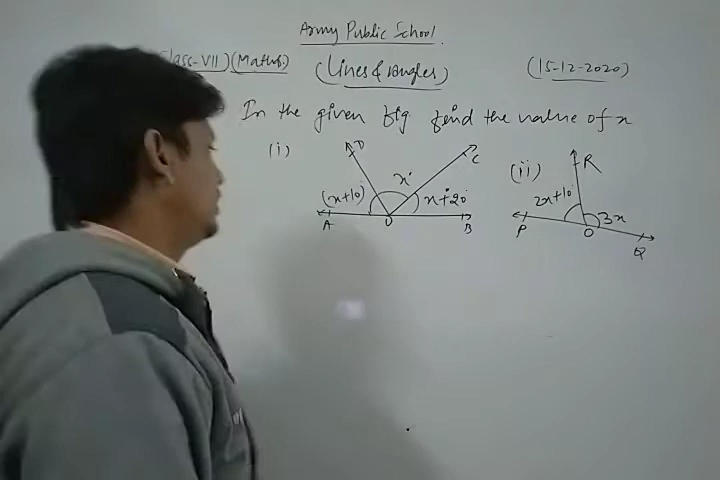 Army Public School.
Class-VII) (Maths)
(Lines & Angles)
(15-12-2020)
In the given fig find the value of x
(i)
D
C
(x+10°)
x°
x+20°
A
O
B
(ii)
R
2x+10°
3x
P
O
Q